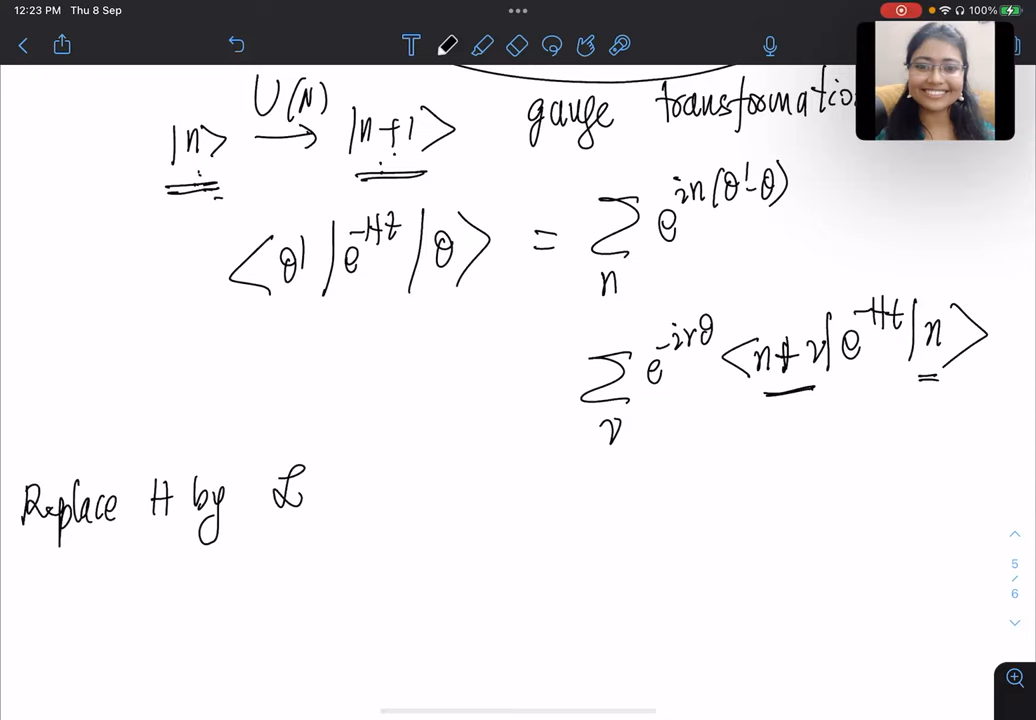 12:23 PM Thu 8 Sep 100%
T
U(N)
|n> → |n+1> gauge transformatio
<θ'|e^{-Ht}|θ> = Σ_n e^{in(θ'-θ)}
Σ_ν e^{-iνθ} <n+ν|e^{-Ht}|n>
Replace H by ℒ
5
/
6